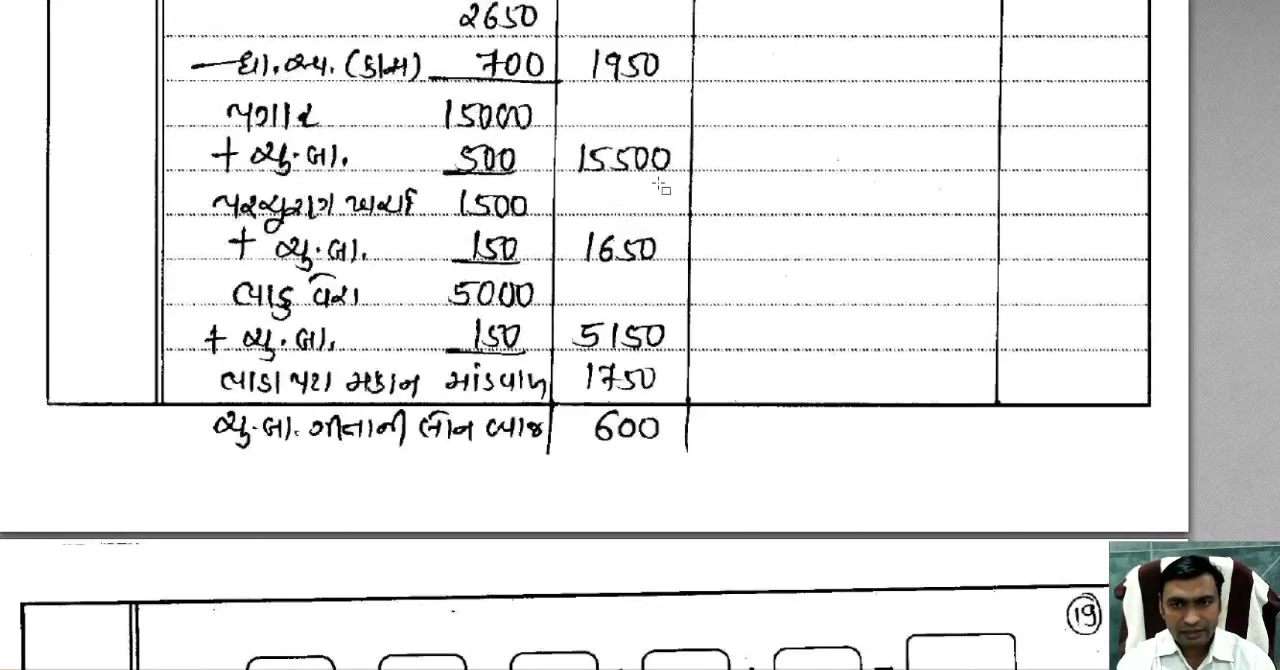 ૨650
— ઘા.અ. (કામ) 700 1950
પગાર 15000
+ ચુ.બા. 500 15500
પરચુરણ ખર્ચા 1500
+ ચુ.બા. 150 1650
ભાડુ વેરા 5000
+ ચુ.બા. 150 5150
ભાડા પટા મકાન માંડવાળ 1750
ચુ.બા. ગીતાની લોન વ્યાજ 600
19